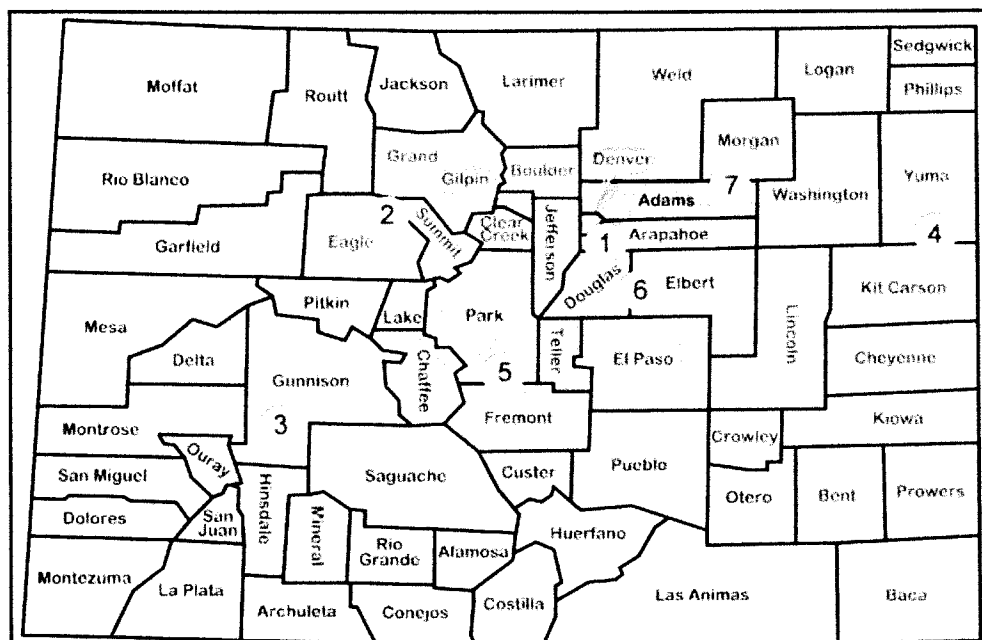 Moffat
Routt
Jackson
Larimer
Weld
Logan
Sedgwick
Phillips
Rio Blanco
Grand
Gilpin
Boulder
Denver
Morgan
7
Washington
Yuma
4
Garfield
Eagle
2
Summit
Clear
Creek
Jefferson
Adams
1
Arapahoe
Mesa
Pitkin
Lake
Park
Douglas
6
Elbert
Lincoln
Kit Carson
Delta
Gunnison
Chaffee
5
Teller
El Paso
Cheyenne
Montrose
3
Fremont
Crowley
Kiowa
Ouray
San Miguel
Hinsdale
Saguache
Custer
Pueblo
Otero
Bent
Prowers
Dolores
San
Juan
Mineral
Rio
Grande
Alamosa
Huerfano
Montezuma
La Plata
Archuleta
Conejos
Costilla
Las Animas
Baca